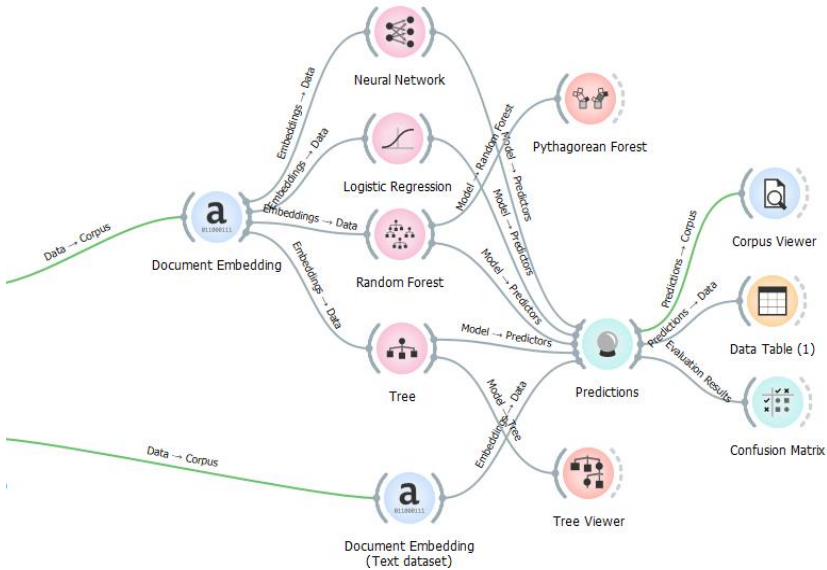 Neural Network
Embeddings → Data
Model → Predictors
Logistic Regression
Embeddings → Data
Model → Predictors
Model → Random Forest
Pythagorean Forest
Data → Corpus
a
011000111
Document Embedding
Embeddings → Data
Random Forest
Model → Predictors
Embeddings → Data
Tree
Model → Predictors
Model → Tree
Predictions
Predictions → Corpus
Corpus Viewer
Predictions → Data
Data Table (1)
Evaluation Results
Confusion Matrix
Data → Corpus
a
011000111
Document Embedding
(Text dataset)
Embeddings → Data
Tree Viewer